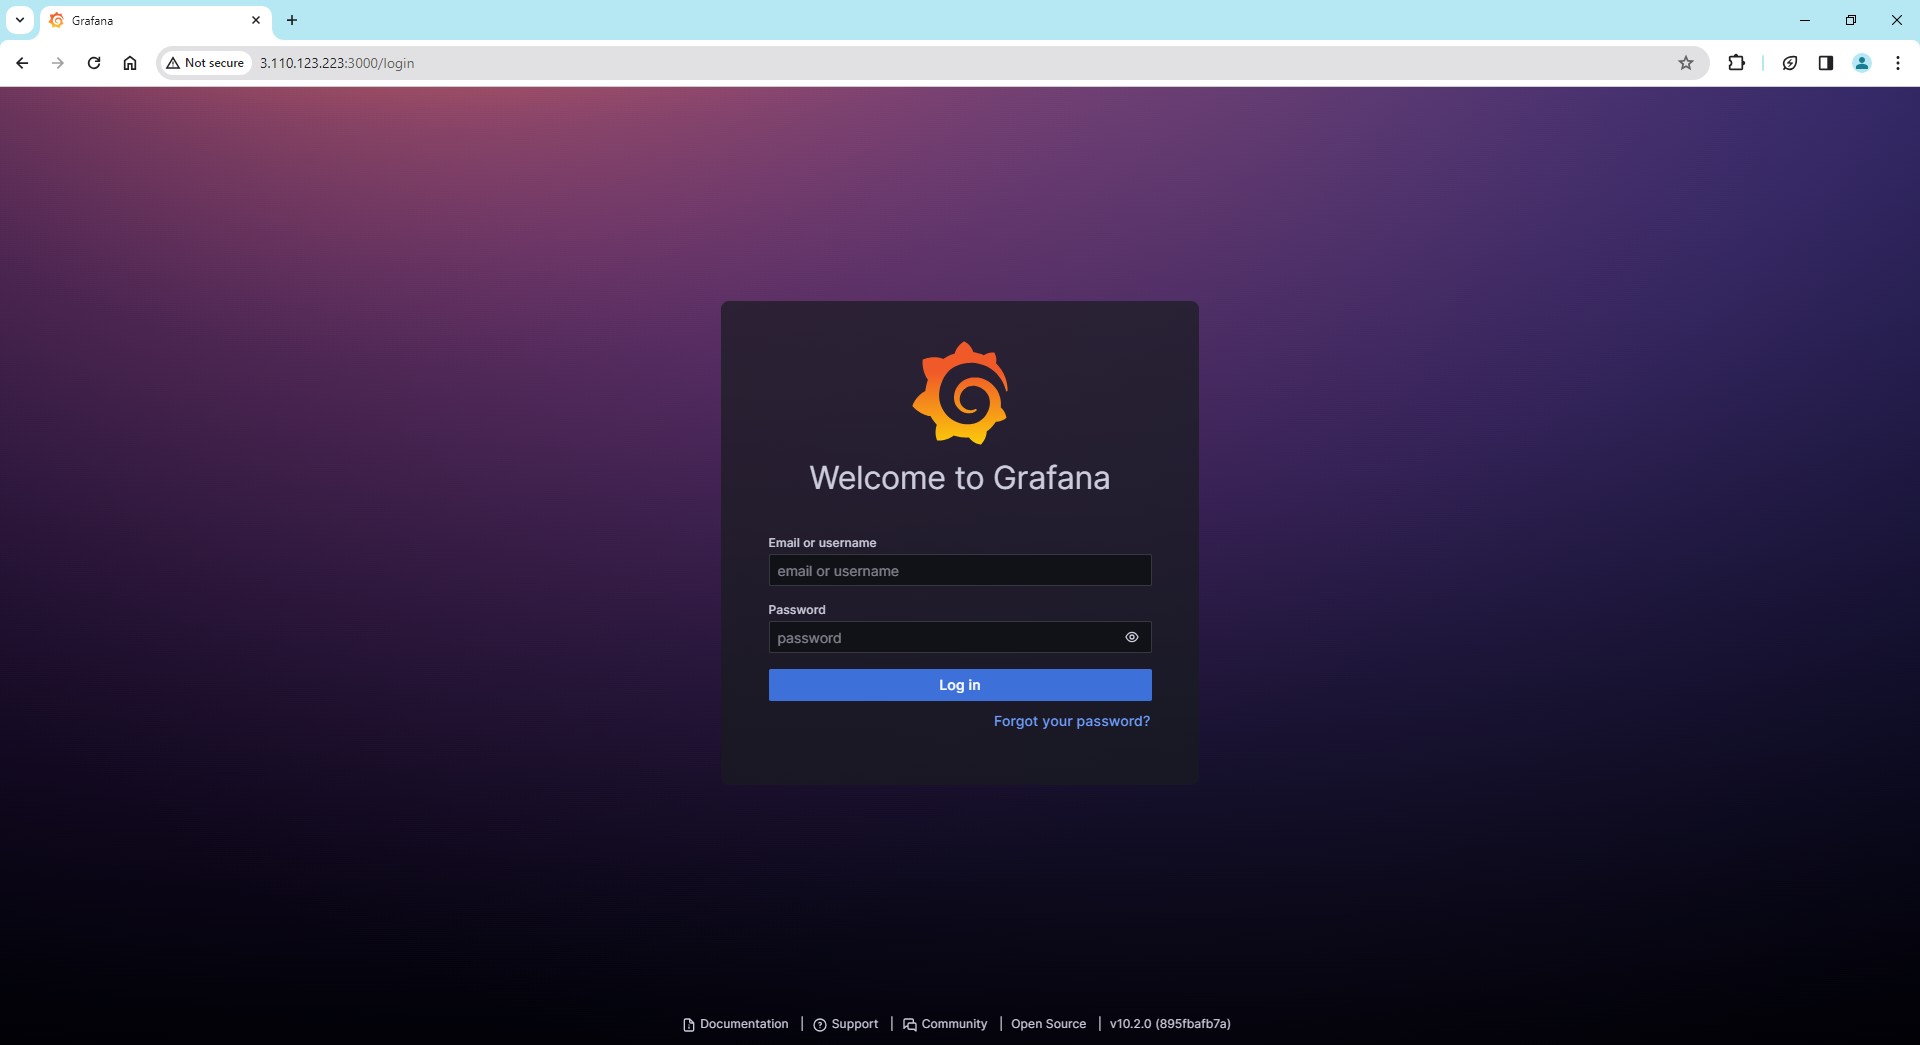 Grafana
Not secure
3.110.123.223:3000/login
Welcome to Grafana
Email or username
email or username
Password
password
Log in
Forgot your password?
Documentation | Support | Community | Open Source | v10.2.0 (895fbafb7a)